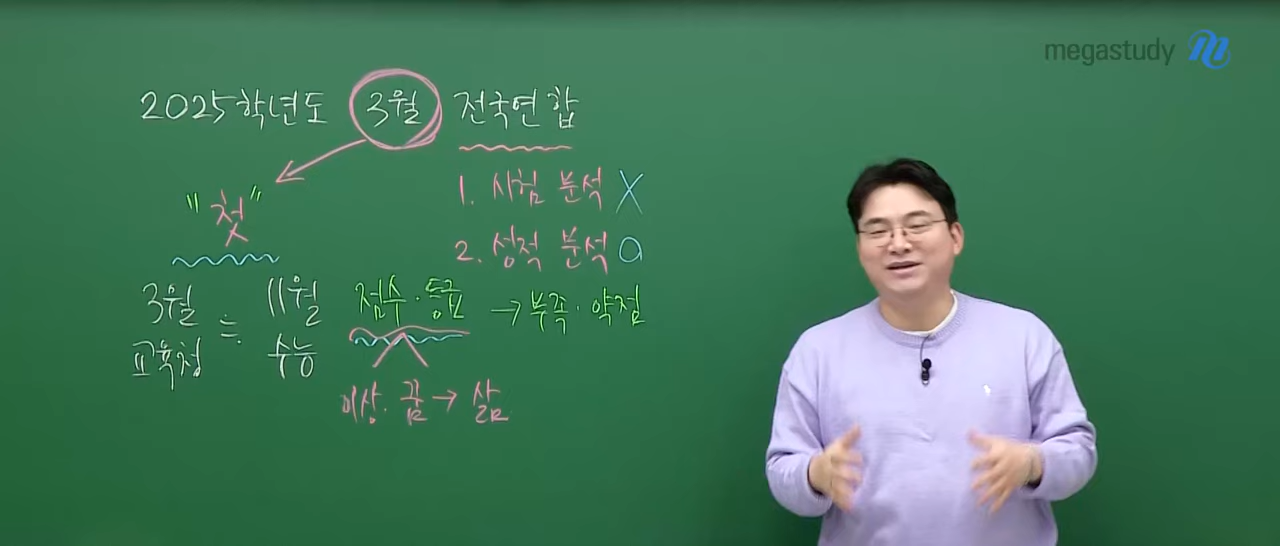 megastudy
2025학년도 3월 전국연합
1. 시험 분석 X
2. 성적 분석 O
"첫"
3월 교육청 ≒ 11월 수능
점수·등급 → 부족·약점
이상·꿈 → 삶